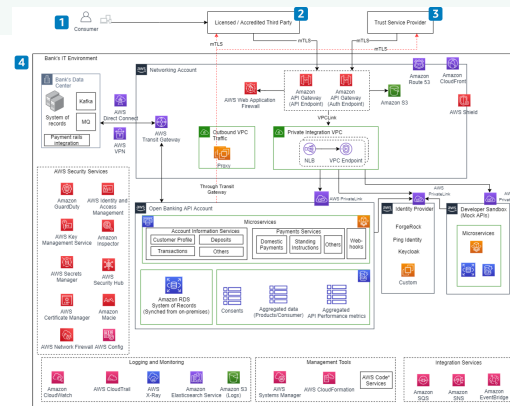 1
Consumer
Licensed / Accredited Third Party
2
Trust Service Provider
3
mTLS
mTLS
mTLS
mTLS
4
Bank's IT Environment
Bank's Data
Center
System of
records
Kafka
MQ
Payment rails
integration
AWS
Direct Connect
AWS
VPN
AWS
Transit Gateway
Networking Account
AWS Web Application
Firewall
Amazon
API Gateway
(API Endpoint)
Amazon
API Gateway
(Auth Endpoint)
Amazon S3
Amazon
Route 53
Amazon
CloudFront
AWS Shield
VPCLink
Outbound VPC
Traffic
Proxy
Private Integration VPC
NLB
VPC Endpoint
Through Transit
Gateway
AWS PrivateLink
AWS
PrivateLink
AWS
PrivateLink
AWS Security Services
Amazon
GuardDuty
AWS Identity and
Access
Management
AWS Key
Management Service
Amazon
Inspector
AWS Secrets
Manager
AWS
Security Hub
AWS
Certificate Manager
Amazon
Macie
AWS Network Firewall
AWS Config
Open Banking API Account
Microservices
Account Information Services
Customer Profile
Deposits
Transactions
Others
Payments Services
Domestic
Payments
Standing
Instructions
Others
Web-
hooks
Amazon RDS
System of Records
(Synched from on-premises)
Consents
Aggregated data
(Products/Consumer)
Aggregated
API Performance metrics
Identity Provider
ForgeRock
Ping Identity
Keycloak
Custom
Developer Sandbox
(Mock APIs)
Microservices
Logging and Monitoring
Amazon
CloudWatch
AWS CloudTrail
AWS
X-Ray
Amazon
Elasticsearch Service
Amazon S3
(Logs)
Management Tools
AWS
Systems Manager
AWS CloudFormation
AWS Code*
Services
Integration Services
Amazon
SQS
Amazon
SNS
Amazon
EventBridge